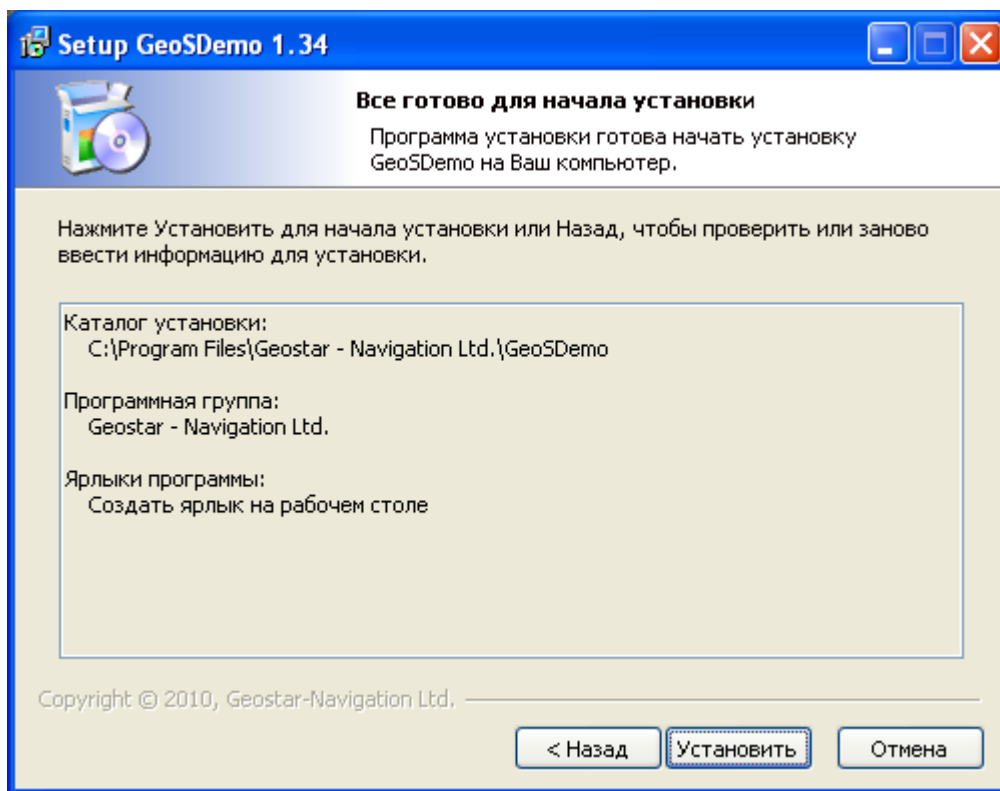 Setup GeoSDemo 1.34
Все готово для начала установки
Программа установки готова начать установку
GeoSDemo на Ваш компьютер.
Нажмите Установить для начала установки или Назад, чтобы проверить или заново
ввести информацию для установки.
Каталог установки:
C:\Program Files\Geostar - Navigation Ltd.\GeoSDemo
Программная группа:
Geostar - Navigation Ltd.
Ярлыки программы:
Создать ярлык на рабочем столе
Copyright © 2010, Geostar-Navigation Ltd.
< Назад
Установить
Отмена